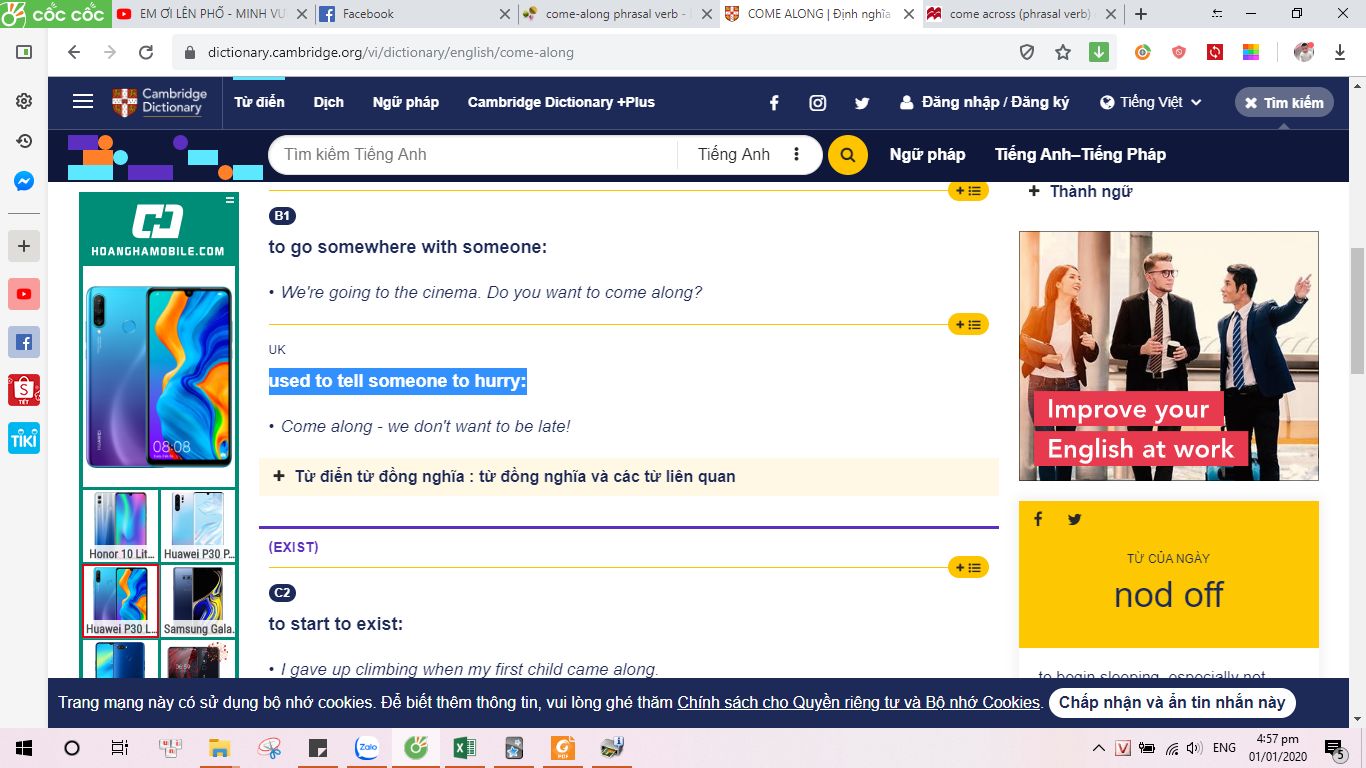 cốc cốc
EM ƠI LÊN PHỐ - MINH VƯ
Facebook
come-along phrasal verb -
COME ALONG | Định nghĩa
come across (phrasal verb)
dictionary.cambridge.org/vi/dictionary/english/come-along
Cambridge Dictionary
Từ điển Dịch Ngữ pháp Cambridge Dictionary +Plus
Đăng nhập / Đăng ký
Tiếng Việt
Tìm kiếm
Tìm kiếm Tiếng Anh
Tiếng Anh
Ngữ pháp Tiếng Anh–Tiếng Pháp
TẾT
TiKi
HOANGHAMOBILE.COM
HUAWEI
08:08
Honor 10 Lit...
Huawei P30 P...
Huawei P30 L...
Samsung Gala.
B1
to go somewhere with someone:
• We're going to the cinema. Do you want to come along?
UK
used to tell someone to hurry:
• Come along - we don't want to be late!
+ Từ điển từ đồng nghĩa : từ đồng nghĩa và các từ liên quan
(EXIST)
C2
to start to exist:
• I gave up climbing when my first child came along.
+ Thành ngữ
Improve your
English at work
TỪ CỦA NGÀY
nod off
to begin sleeping, especially not
Trang mạng này có sử dụng bộ nhớ cookies. Để biết thêm thông tin, vui lòng ghé thăm Chính sách cho Quyền riêng tư và Bộ nhớ Cookies.
Chấp nhận và ẩn tin nhắn này
Zalo
PDF
V
ENG
4:57 pm
01/01/2020
5